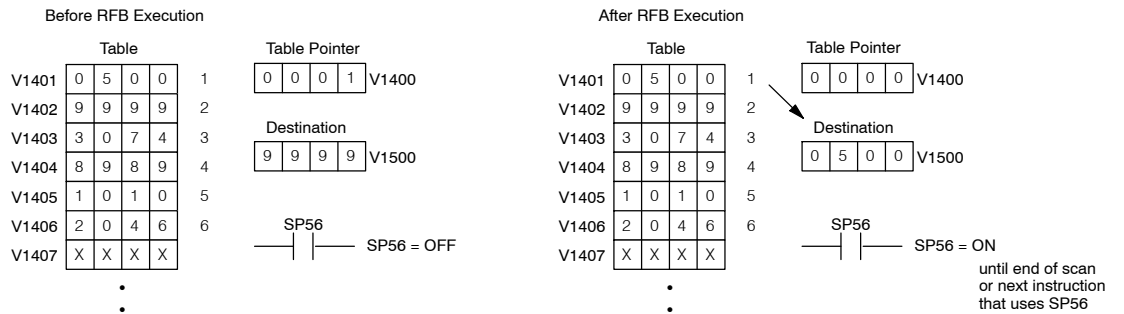 Before RFB Execution
Table
Table Pointer
V1401 0 5 0 0 1
0 0 0 1 V1400
V1402 9 9 9 9 2
Destination
V1403 3 0 7 4 3
9 9 9 9 V1500
V1404 8 9 8 9 4
V1405 1 0 1 0 5
V1406 2 0 4 6 6
SP56
SP56 = OFF
V1407 X X X X
After RFB Execution
Table
Table Pointer
V1401 0 5 0 0 1
0 0 0 0 V1400
V1402 9 9 9 9 2
Destination
V1403 3 0 7 4 3
0 5 0 0 V1500
V1404 8 9 8 9 4
V1405 1 0 1 0 5
V1406 2 0 4 6 6
SP56
SP56 = ON
V1407 X X X X
until end of scan
or next instruction
that uses SP56